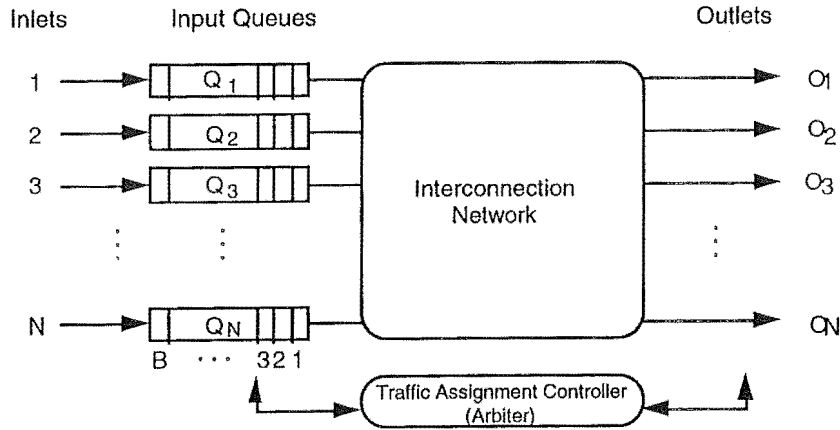 Inlets Input Queues Outlets
1 Q1 O1
2 Q2 O2
3 Q3 O3
Interconnection
Network
N QN ON
B ... 3 2 1
Traffic Assignment Controller
(Arbiter)